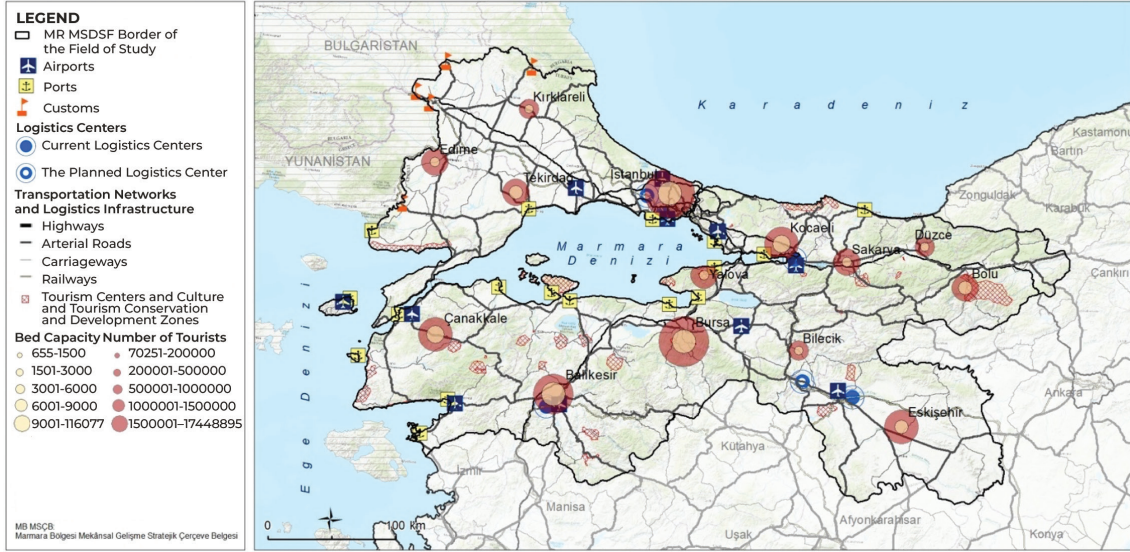 LEGEND
MR MSDSF Border of
the Field of Study
Airports
Ports
Customs
Logistics Centers
Current Logistics Centers
The Planned Logistics Center
Transportation Networks
and Logistics Infrastructure
Highways
Arterial Roads
Carriageways
Railways
Tourism Centers and Culture
and Tourism Conservation
and Development Zones
Bed Capacity Number of Tourists
655-1500 70251-200000
1501-3000 200001-500000
3001-6000 500001-1000000
6001-9000 1000001-1500000
9001-116077 1500001-17448895
MB MSÇB:
Marmara Bölgesi Mekânsal Gelişme Stratejik Çerçeve Belgesi
BULGARİSTAN
YUNANİSTAN
Kırklareli
Edirne
Tekirdağ
İstanbul
Karadeniz
Kastamonu
Bartın
Zonguldak
Karabük
Kocaeli
Düzce
Sakarya
Marmara
Denizi
Yalova
Bolu
Çankırı
Çanakkale
Bursa
Bilecik
Balıkesir
Ankara
Eskişehir
Ege Denizi
Kütahya
İzmir
Manisa
Afyonkarahisar
Uşak
Konya
0 100 km